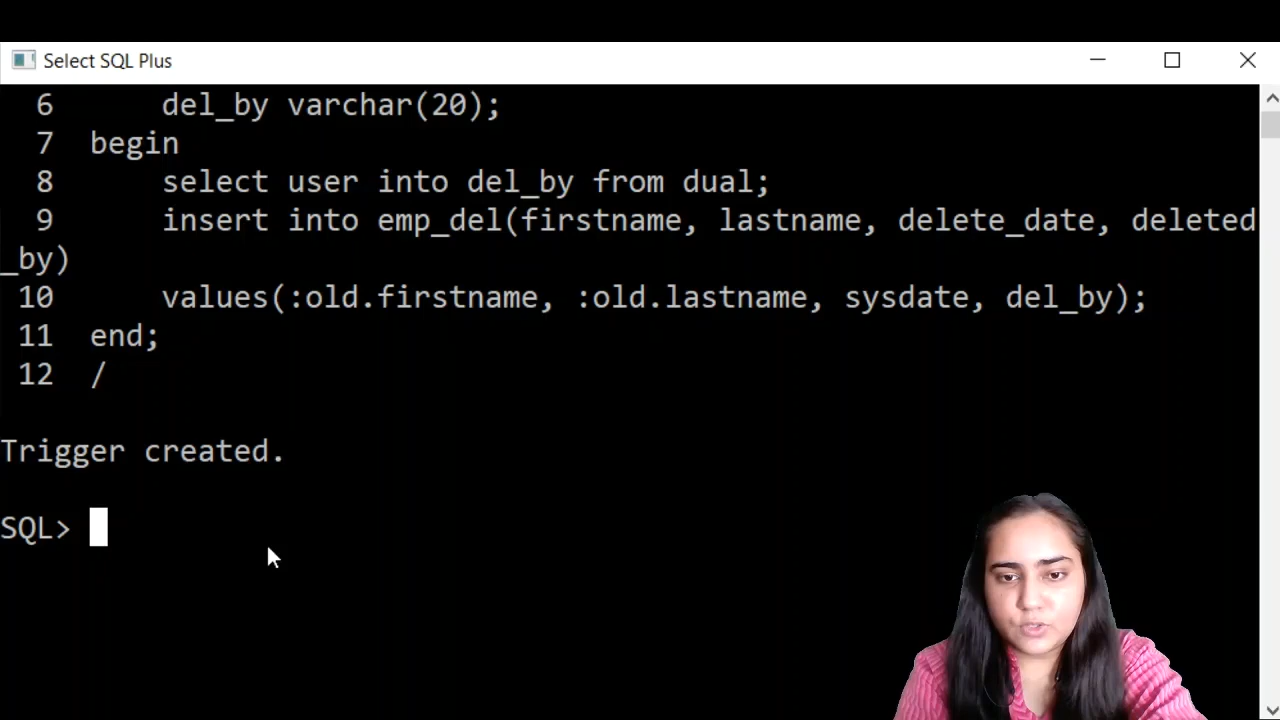 Select SQL Plus
6 del_by varchar(20);
7 begin
8 select user into del_by from dual;
9 insert into emp_del(firstname, lastname, delete_date, deleted
_by)
10 values(:old.firstname, :old.lastname, sysdate, del_by);
11 end;
12 /
Trigger created.
SQL>